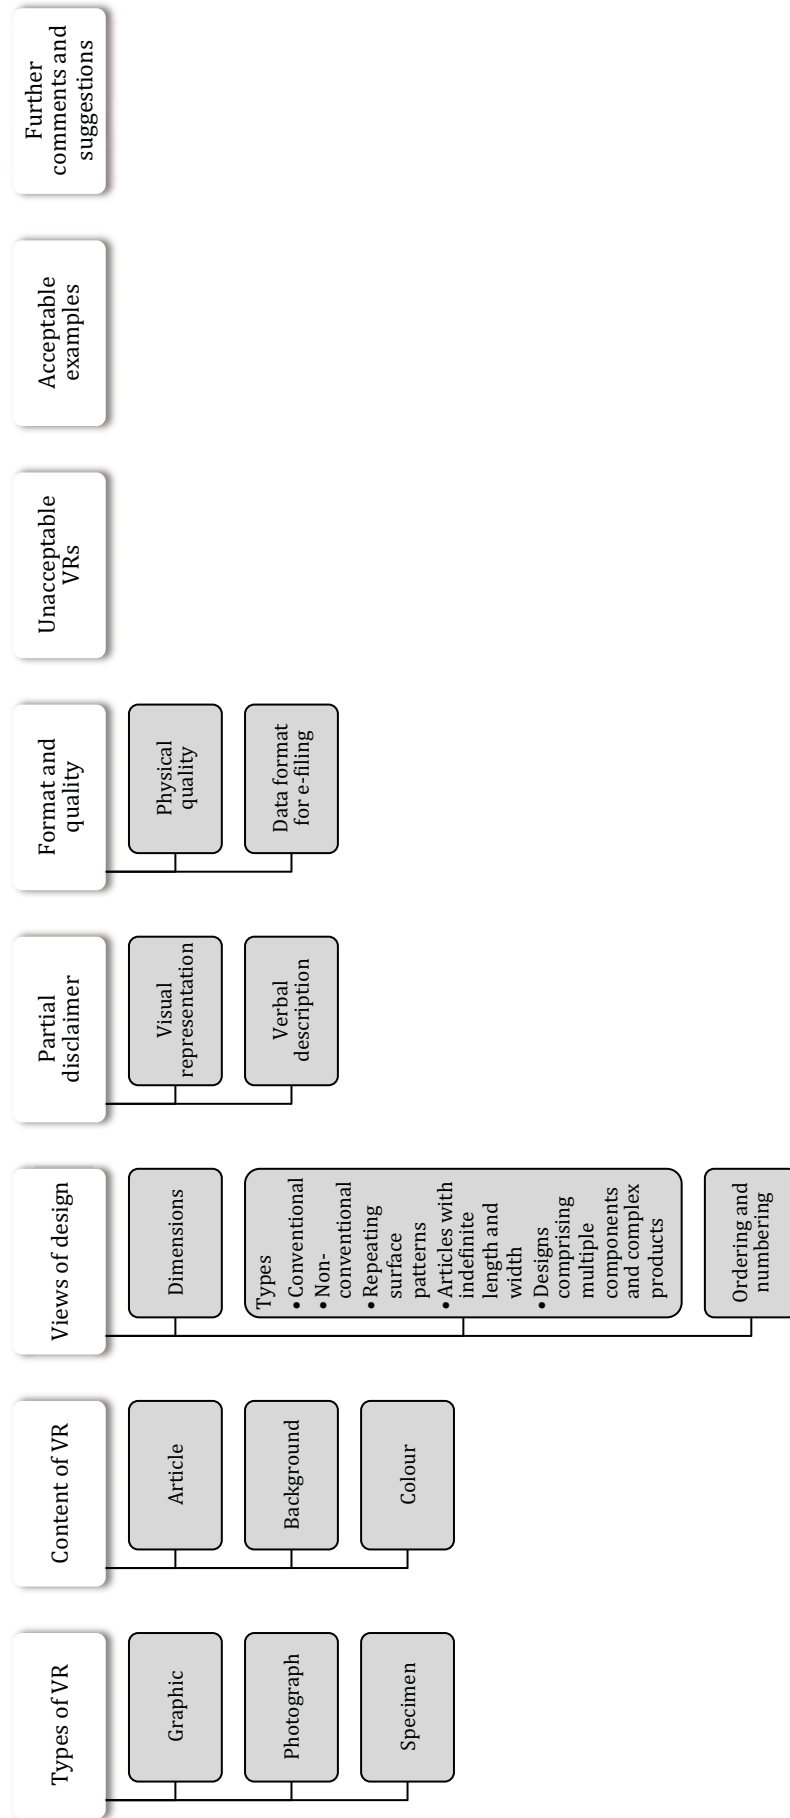 Types of VR
Graphic
Photograph
Specimen
Content of VR
Article
Background
Colour
Views of design
Dimensions
Types
• Conventional
• Non-
conventional
• Repeating
surface
patterns
• Articles with
indefinite
length and
width
• Designs
comprising
multiple
components
and complex
products
Ordering and
numbering
Partial
disclaimer
Visual
representation
Verbal
description
Format and
quality
Physical
quality
Data format
for e-filing
Unacceptable
VRs
Acceptable
examples
Further
comments and
suggestions